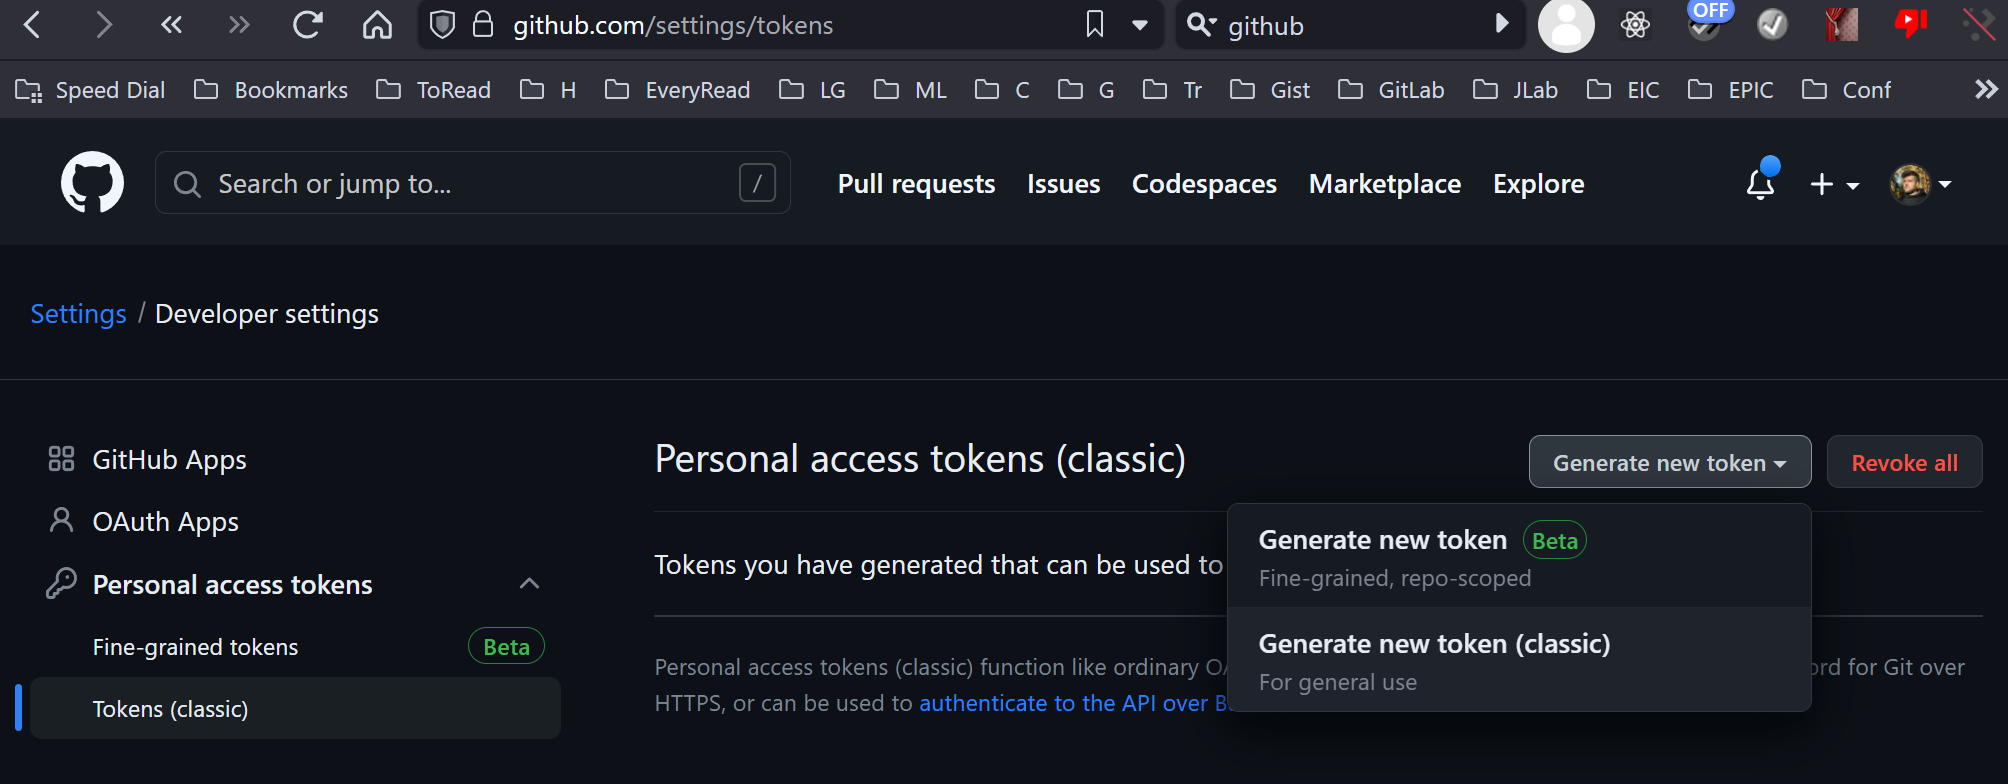 github.com/settings/tokens
github
OFF
Speed Dial
Bookmarks
ToRead
H
EveryRead
LG
ML
C
G
Tr
Gist
GitLab
JLab
EIC
EPIC
Conf
Search or jump to...
/
Pull requests
Issues
Codespaces
Marketplace
Explore
Settings / Developer settings
GitHub Apps
OAuth Apps
Personal access tokens
Fine-grained tokens
Beta
Tokens (classic)
Personal access tokens (classic)
Generate new token
Revoke all
Generate new token Beta
Fine-grained, repo-scoped
Generate new token (classic)
For general use
Tokens you have generated that can be used to
Personal access tokens (classic) function like ordinary for Git over
HTTPS, or can be used to authenticate to the API over